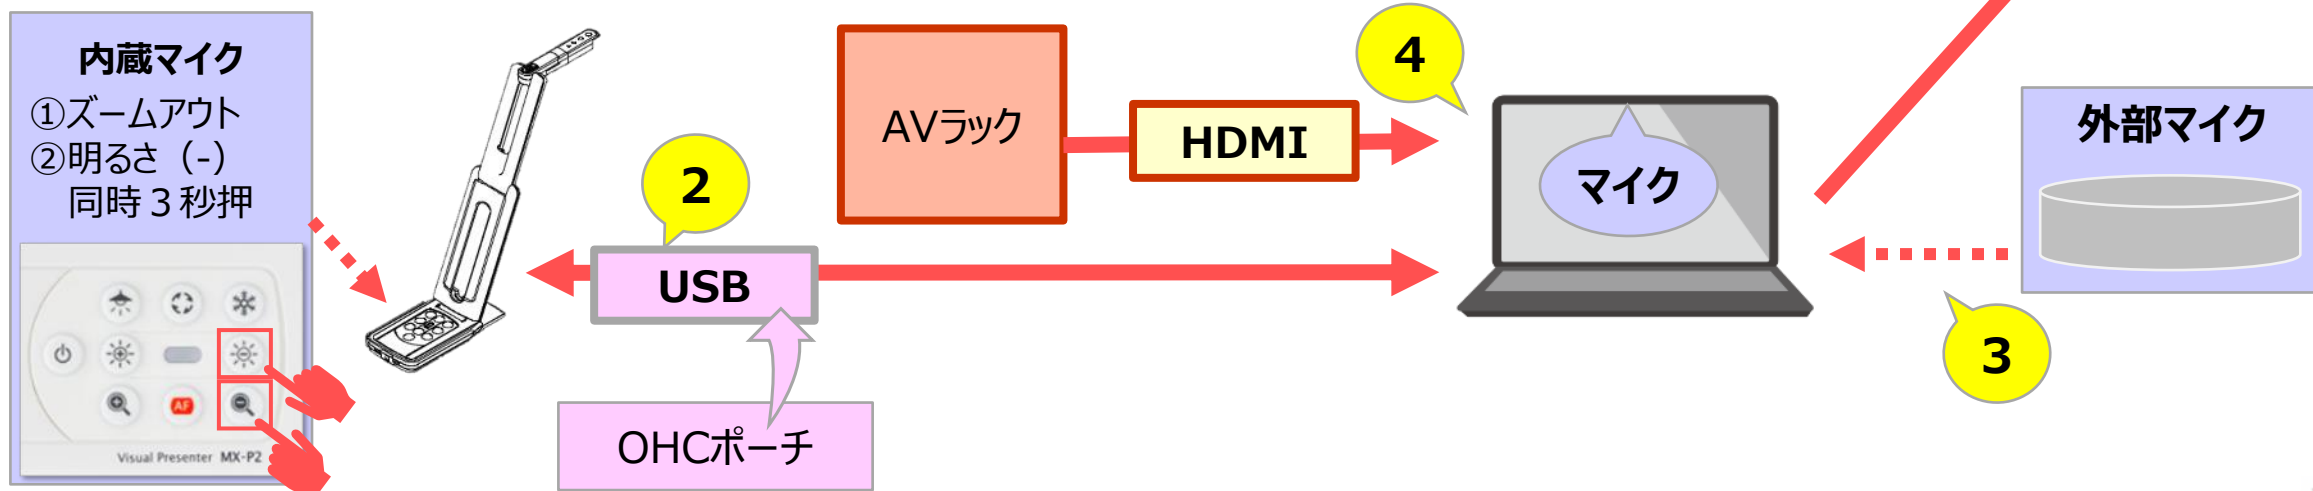 内蔵マイク
①ズームアウト
②明るさ（-）
同時３秒押
AF
Visual Presenter MX-P2
2
USB
OHCポーチ
AVラック
HDMI
4
マイク
外部マイク
3